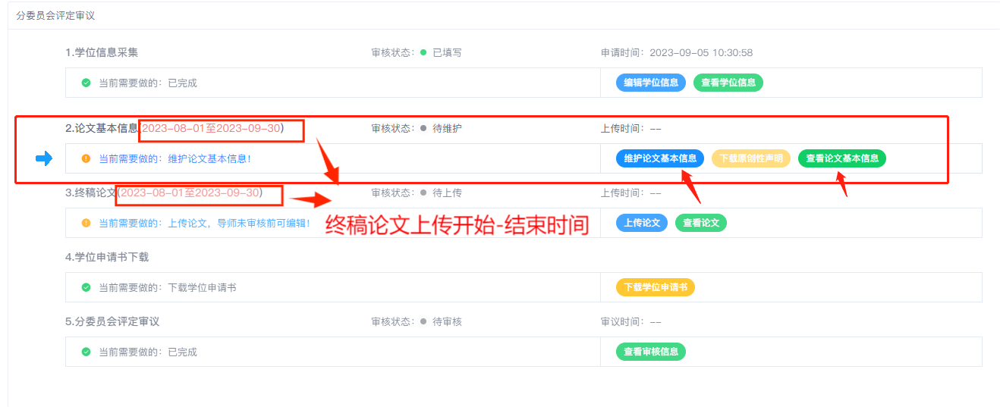 分委员会评定审议
1.学位信息采集 审核状态: 已填写 申请时间: 2023-09-05 10:30:58
当前需要做的: 已完成 编辑学位信息 查看学位信息
2.论文基本信息(2023-08-01至2023-09-30) 审核状态: 待维护 上传时间: --
当前需要做的: 维护论文基本信息! 维护论文基本信息 下载原创性声明 查看论文基本信息
3.终稿论文(2023-08-01至2023-09-30) 审核状态: 待上传 上传时间: --
当前需要做的: 上传论文, 导师未审核前可编辑! 上传论文 查看论文
终稿论文上传开始-结束时间
4.学位申请书下载
当前需要做的: 下载学位申请书 下载学位申请书
5.分委员会评定审议 审核状态: 待审核 审议时间: --
当前需要做的: 已完成 查看审核信息